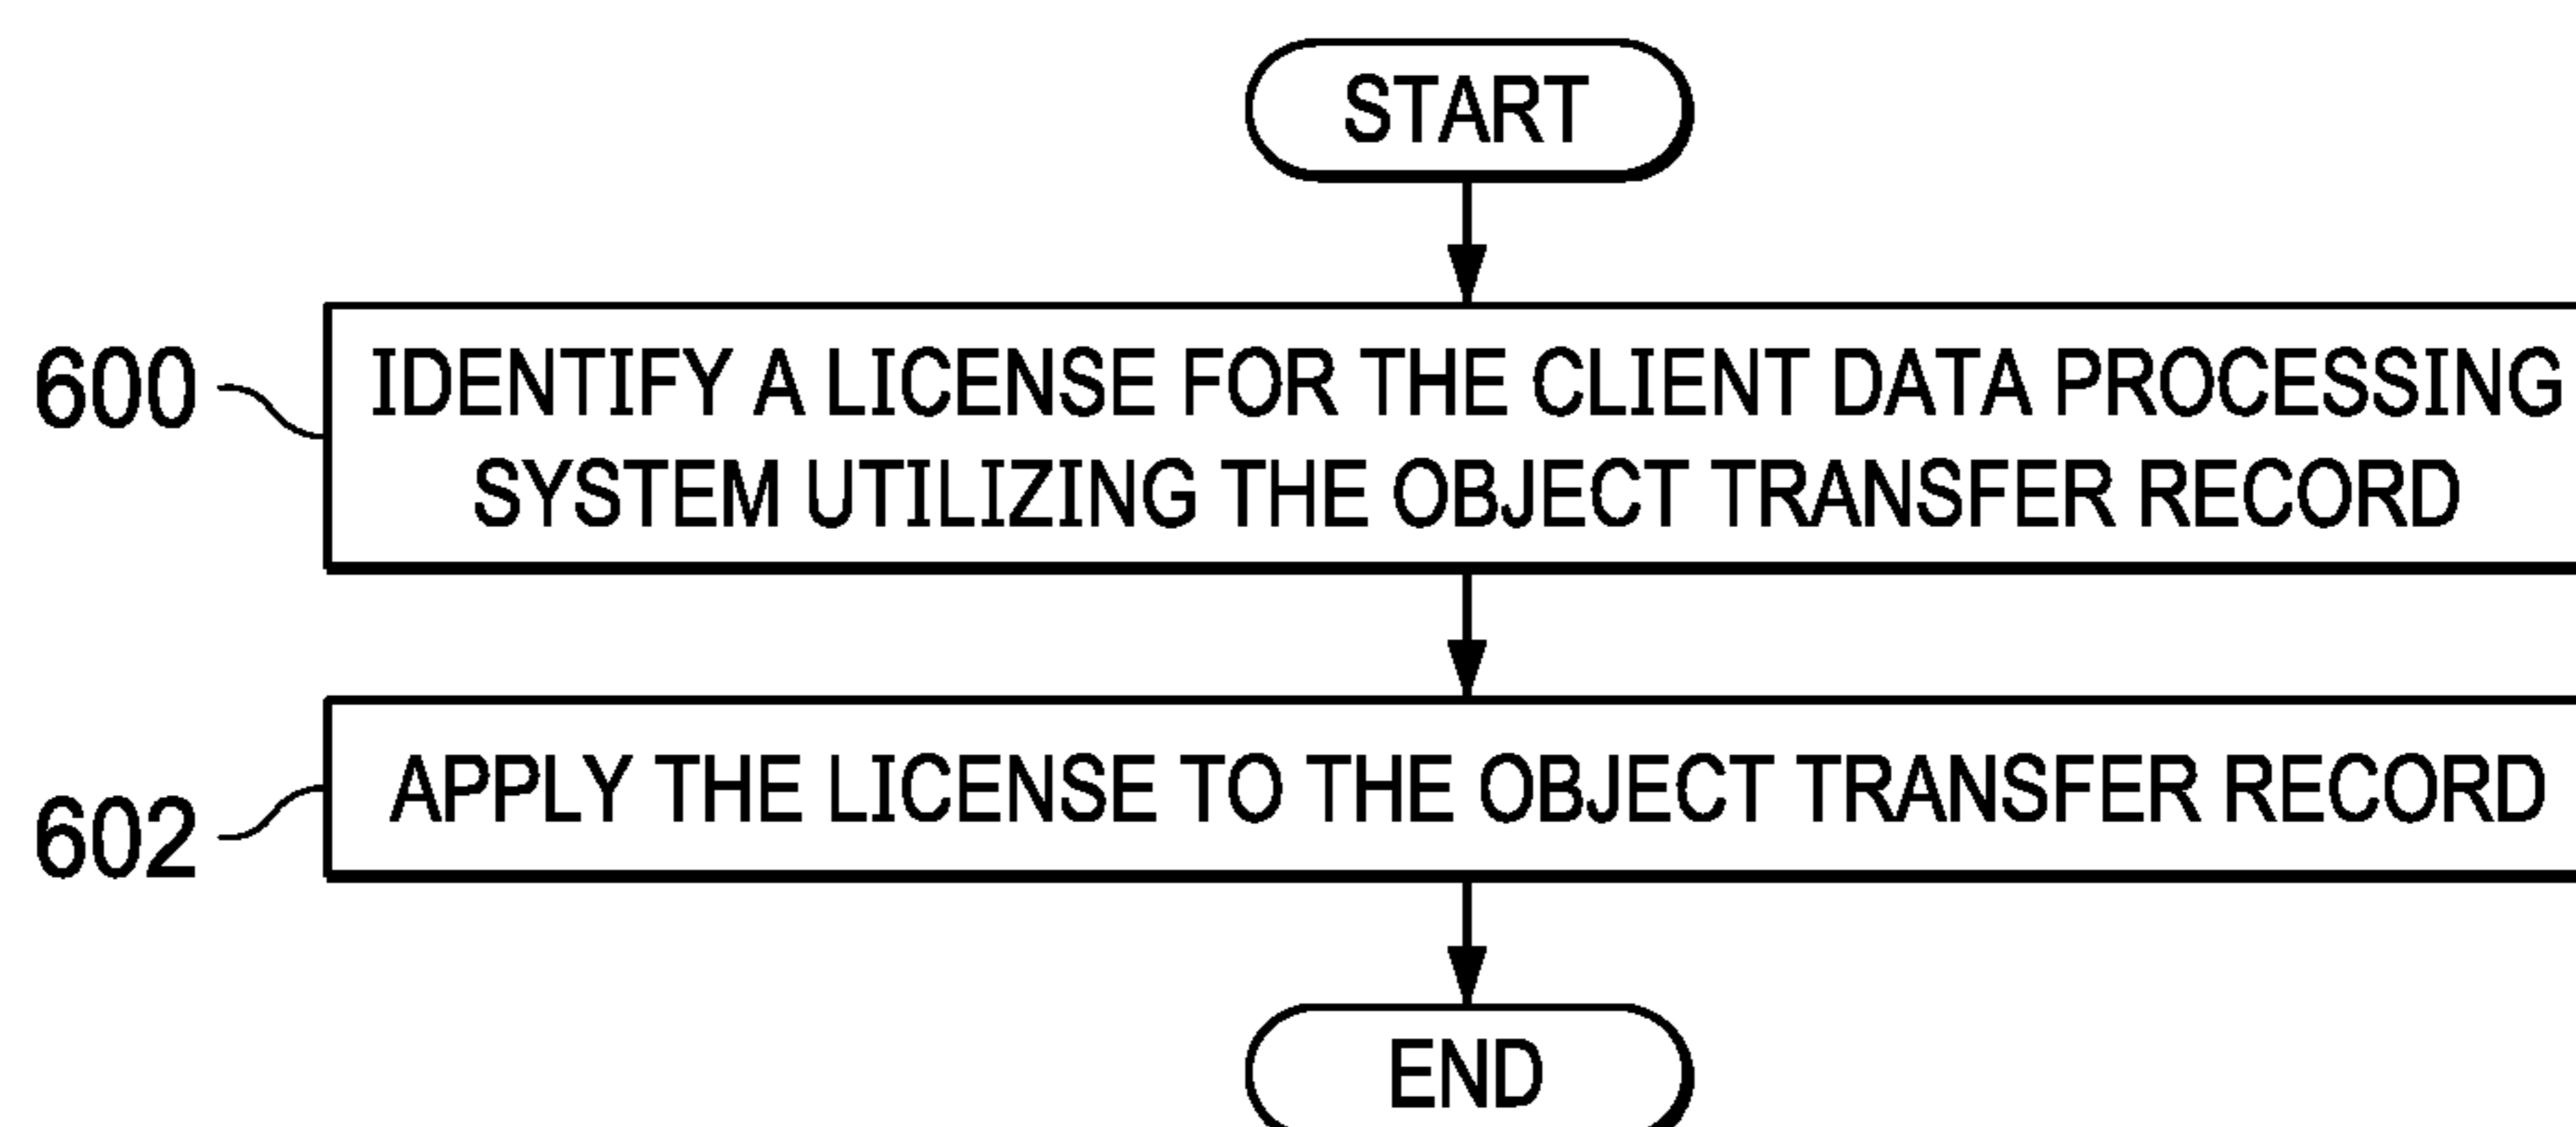 START
600
IDENTIFY A LICENSE FOR THE CLIENT DATA PROCESSING
SYSTEM UTILIZING THE OBJECT TRANSFER RECORD
602
APPLY THE LICENSE TO THE OBJECT TRANSFER RECORD
END